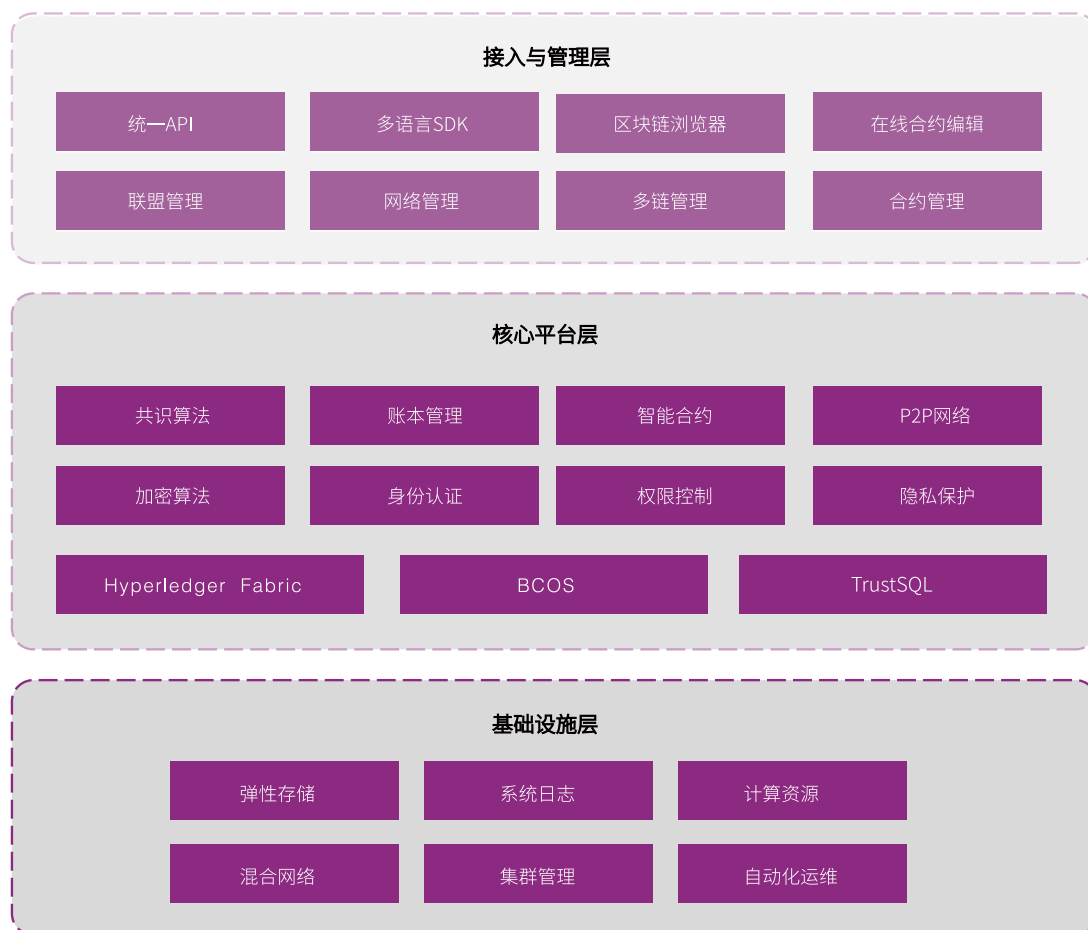 接入与管理层
统一API
多语言SDK
区块链浏览器
在线合约编辑
联盟管理
网络管理
多链管理
合约管理
核心平台层
共识算法
账本管理
智能合约
P2P网络
加密算法
身份认证
权限控制
隐私保护
Hyperledger Fabric
BCOS
TrustSQL
基础设施层
弹性存储
系统日志
计算资源
混合网络
集群管理
自动化运维